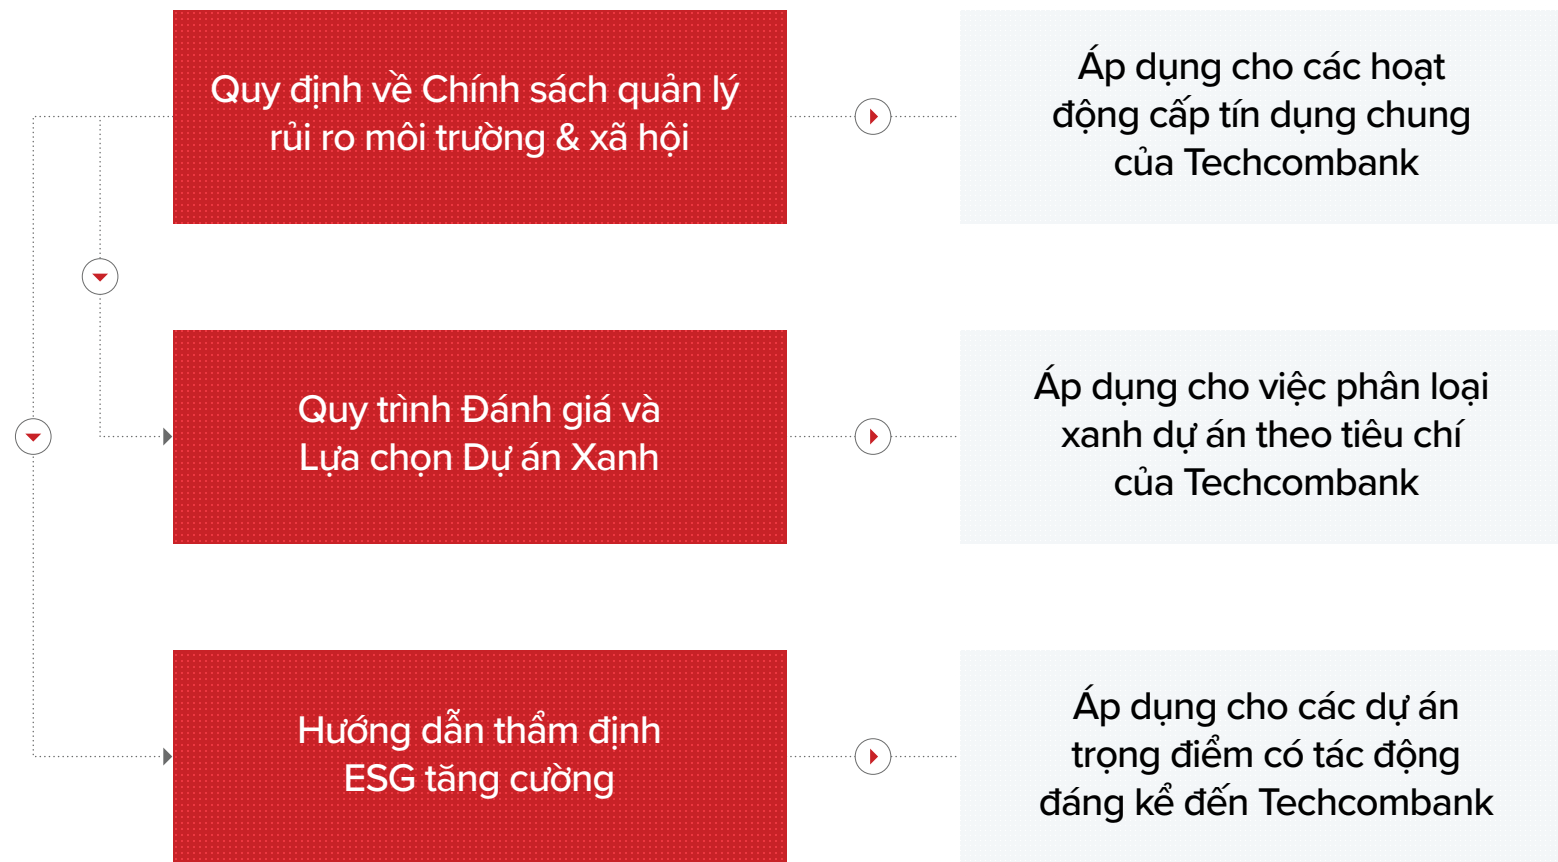 Quy định về Chính sách quản lý
rủi ro môi trường & xã hội
Áp dụng cho các hoạt
động cấp tín dụng chung
của Techcombank
Quy trình Đánh giá và
Lựa chọn Dự án Xanh
Áp dụng cho việc phân loại
xanh dự án theo tiêu chí
của Techcombank
Hướng dẫn thẩm định
ESG tăng cường
Áp dụng cho các dự án
trọng điểm có tác động
đáng kể đến Techcombank